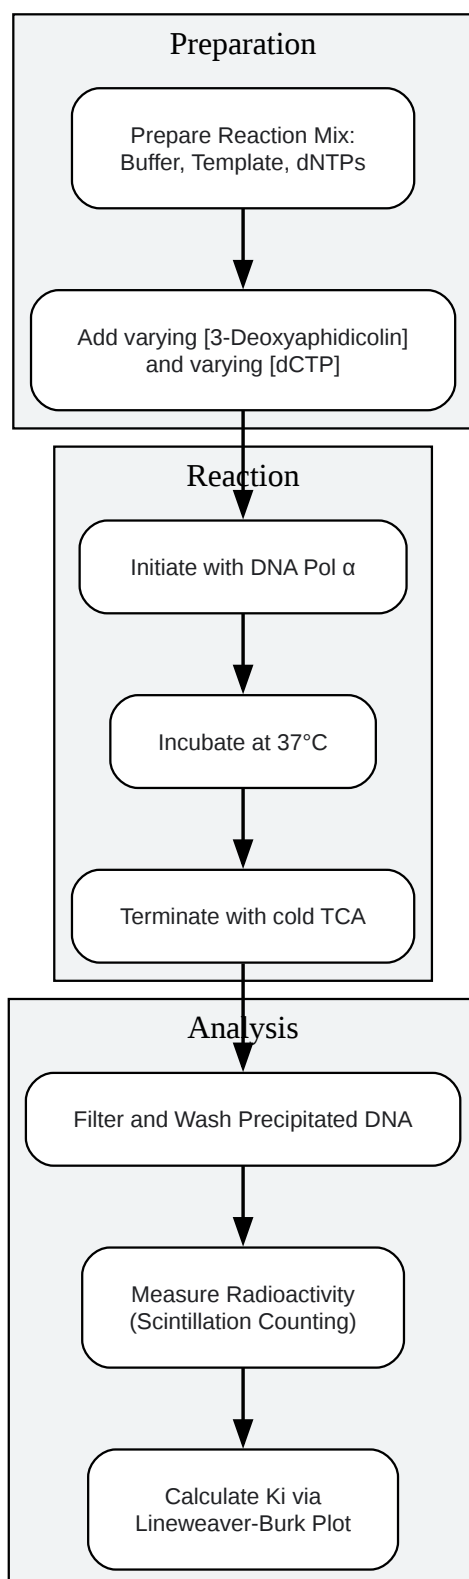 Preparation
Prepare Reaction Mix:
Buffer, Template, dNTPs
Add varying [3-Deoxyaphidicolin]
and varying [dCTP]
Reaction
Initiate with DNA Pol α
Incubate at 37°C
Terminate with cold TCA
Analysis
Filter and Wash Precipitated DNA
Measure Radioactivity
(Scintillation Counting)
Calculate Ki via
Lineweaver-Burk Plot